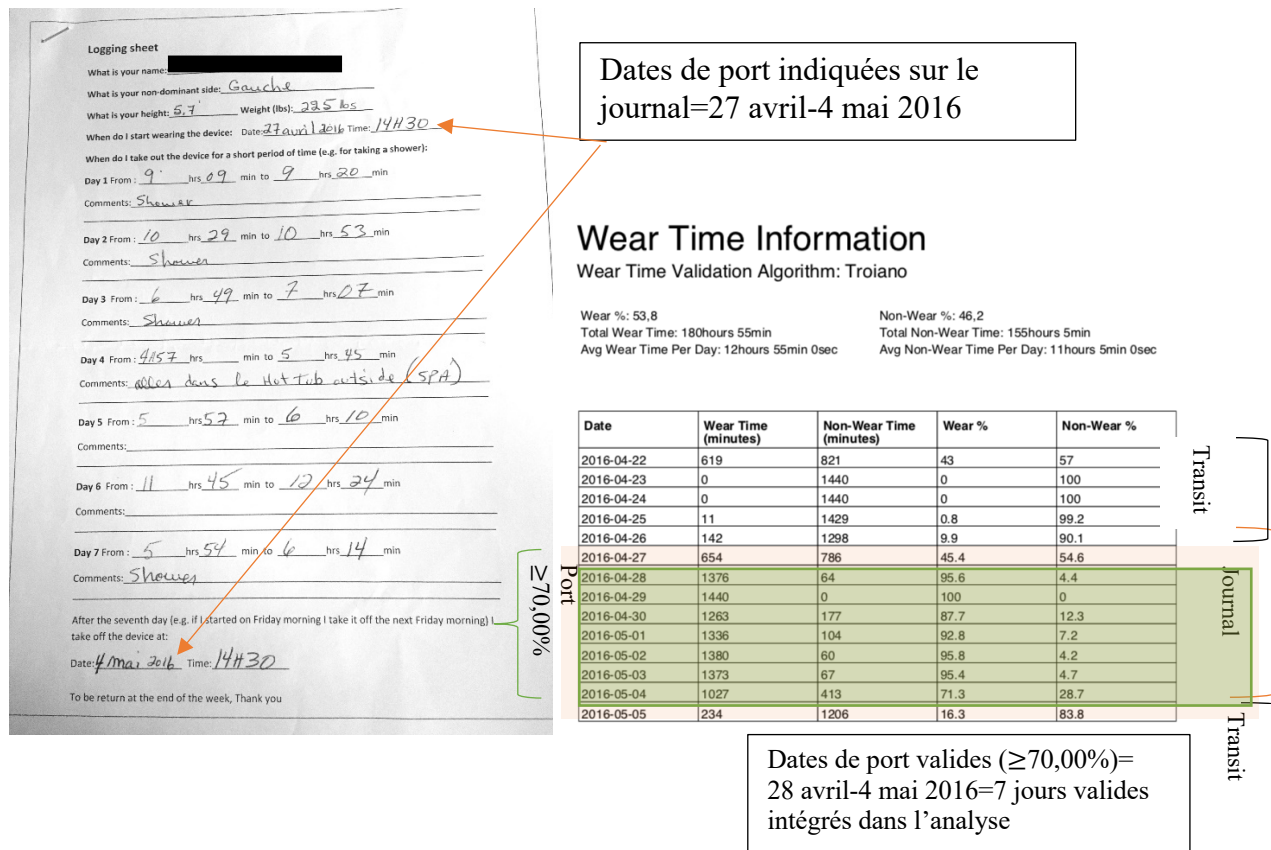 Logging sheet
What is your name:
What is your non-dominant side: Gauche
What is your height: 5,7' Weight (lbs): 225 lbs
When do I start wearing the device: Date: 27 avril 2016 Time: 14H30
When do I take out the device for a short period of time (e.g. for taking a shower):
Day 1 From : 9 hrs 09 min to 9 hrs 20 min
Comments: Shower
Day 2 From : 10 hrs 29 min to 10 hrs 53 min
Comments: Shower
Day 3 From : 6 hrs 49 min to 7 hrs 07 min
Comments: Shower
Day 4 From : 4H57 hrs min to 5 hrs 45 min
Comments: aller dans le Hot Tub outside (SPA)
Day 5 From : 5 hrs 57 min to 6 hrs 10 min
Comments:
Day 6 From : 11 hrs 45 min to 12 hrs 24 min
Comments:
Day 7 From : 5 hrs 54 min to 6 hrs 14 min
Comments: Shower
After the seventh day (e.g. if I started on Friday morning I take it off the next Friday morning) I
take off the device at:
Date: 4 mai 2016 Time: 14H30
To be return at the end of the week, Thank you
Dates de port indiquées sur le
journal=27 avril-4 mai 2016
Wear Time Information
Wear Time Validation Algorithm: Troiano
Wear %: 53,8 Non-Wear %: 46,2
Total Wear Time: 180hours 55min Total Non-Wear Time: 155hours 5min
Avg Wear Time Per Day: 12hours 55min 0sec Avg Non-Wear Time Per Day: 11hours 5min 0sec
Date Wear Time (minutes) Non-Wear Time (minutes) Wear % Non-Wear %
2016-04-22 619 821 43 57
2016-04-23 0 1440 0 100
2016-04-24 0 1440 0 100
2016-04-25 11 1429 0.8 99.2
2016-04-26 142 1298 9.9 90.1
2016-04-27 654 786 45.4 54.6
2016-04-28 1376 64 95.6 4.4
2016-04-29 1440 0 100 0
2016-04-30 1263 177 87.7 12.3
2016-05-01 1336 104 92.8 7.2
2016-05-02 1380 60 95.8 4.2
2016-05-03 1373 67 95.4 4.7
2016-05-04 1027 413 71.3 28.7
2016-05-05 234 1206 16.3 83.8
Transit
Journal
Transit
Port
≥70,00%
Dates de port valides (≥70,00%)=
28 avril-4 mai 2016=7 jours valides
intégrés dans l'analyse